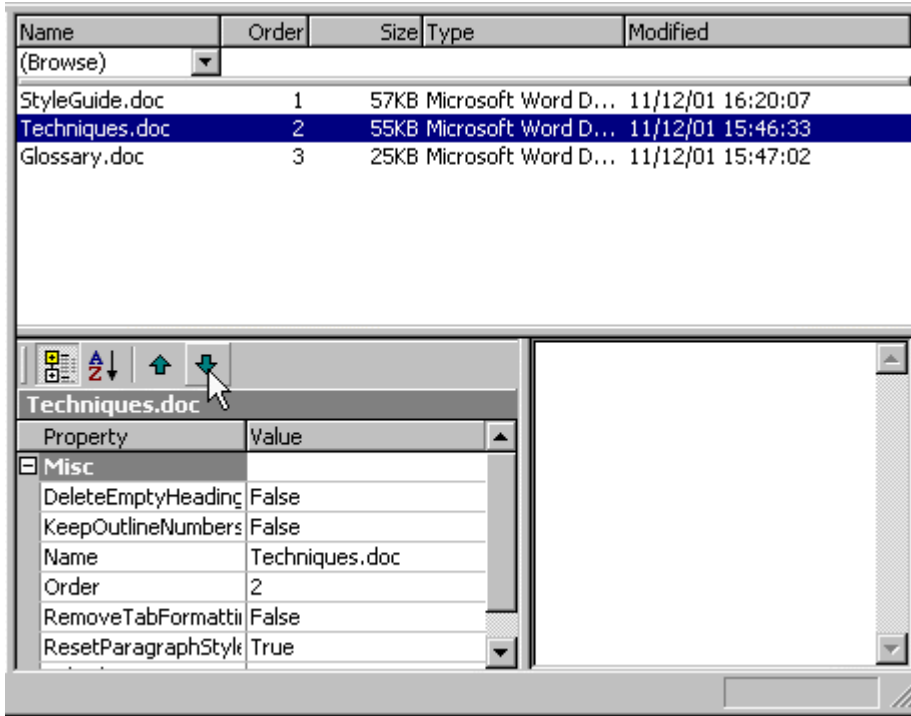 Name Order Size Type Modified
(Browse)
StyleGuide.doc 1 57KB Microsoft Word D... 11/12/01 16:20:07
Techniques.doc 2 55KB Microsoft Word D... 11/12/01 15:46:33
Glossary.doc 3 25KB Microsoft Word D... 11/12/01 15:47:02
A
Z
Techniques.doc
Property Value
Misc
DeleteEmptyHeading False
KeepOutlineNumbers False
Name Techniques.doc
Order 2
RemoveTabFormatti False
ResetParagraphStyle True